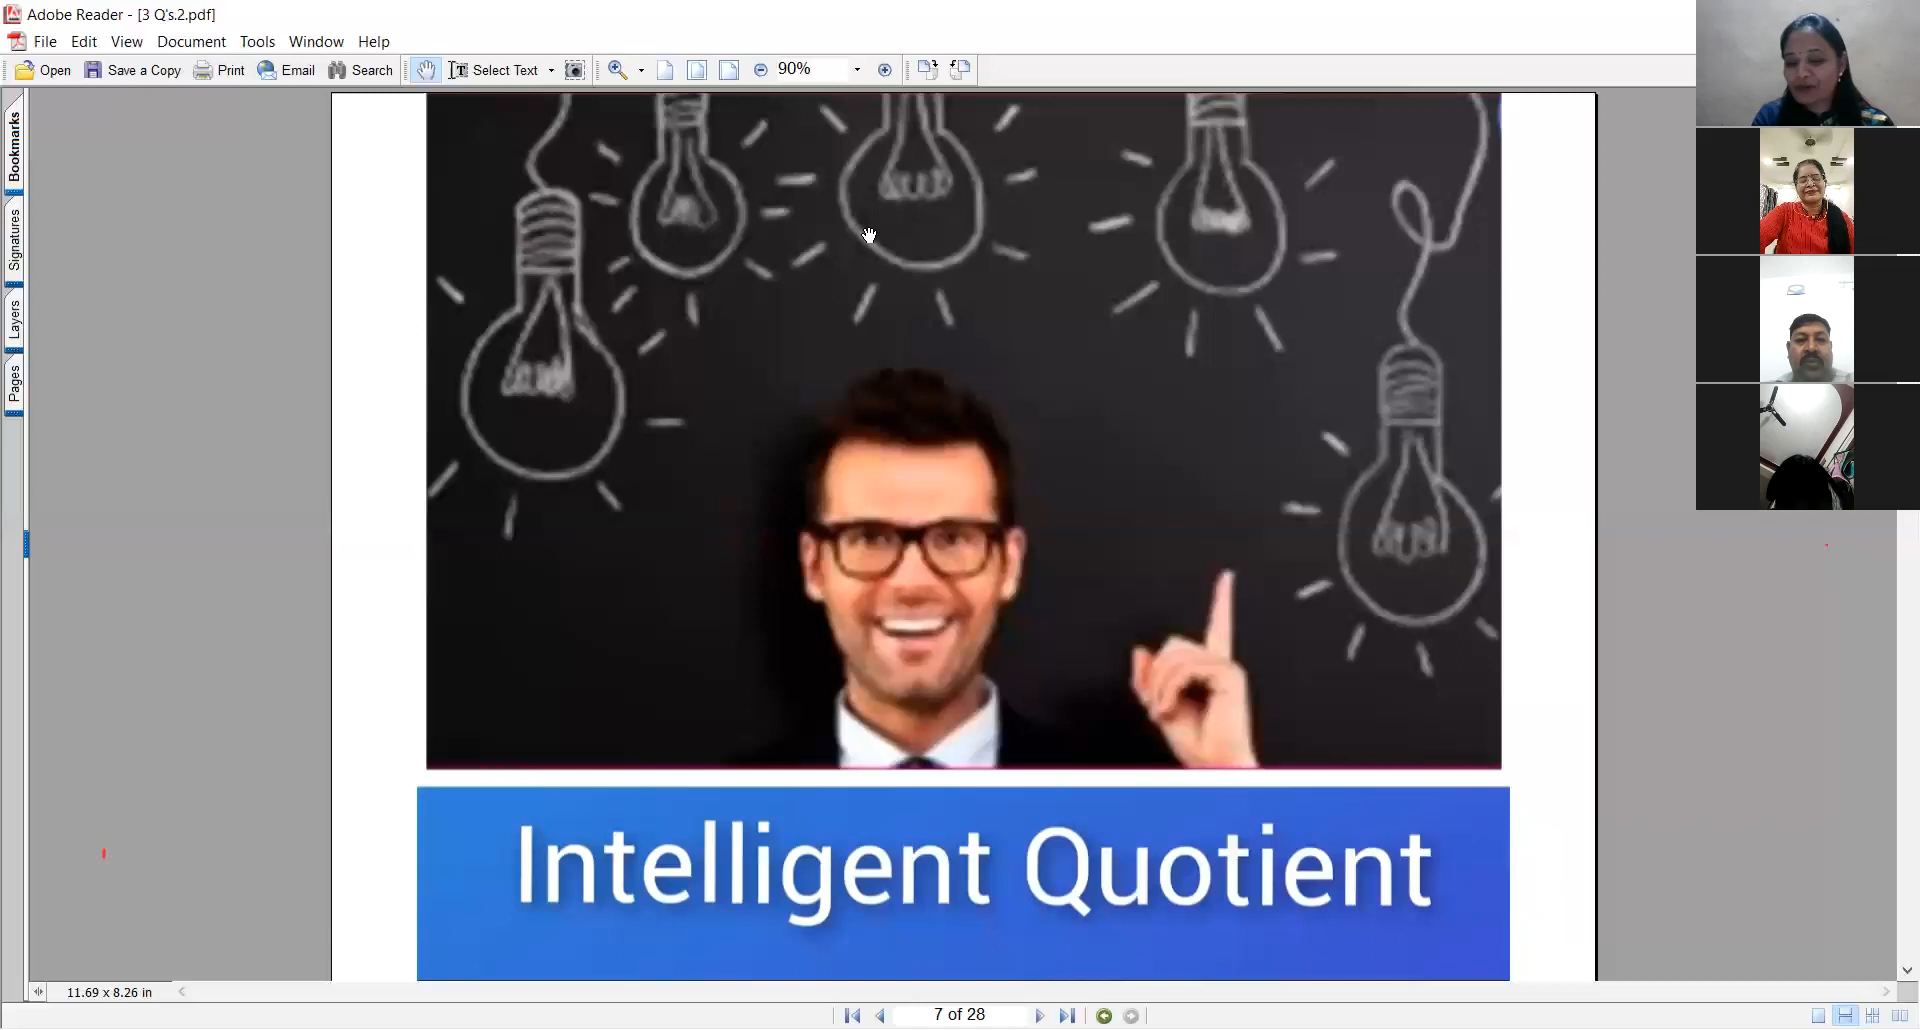 Adobe Reader - [3 Q's.2.pdf]
File Edit View Document Tools Window Help
Open Save a Copy Print Email Search Select Text 90%
Bookmarks
Signatures
Layers
Pages
Intelligent Quotient
11.69 x 8.26 in
7 of 28